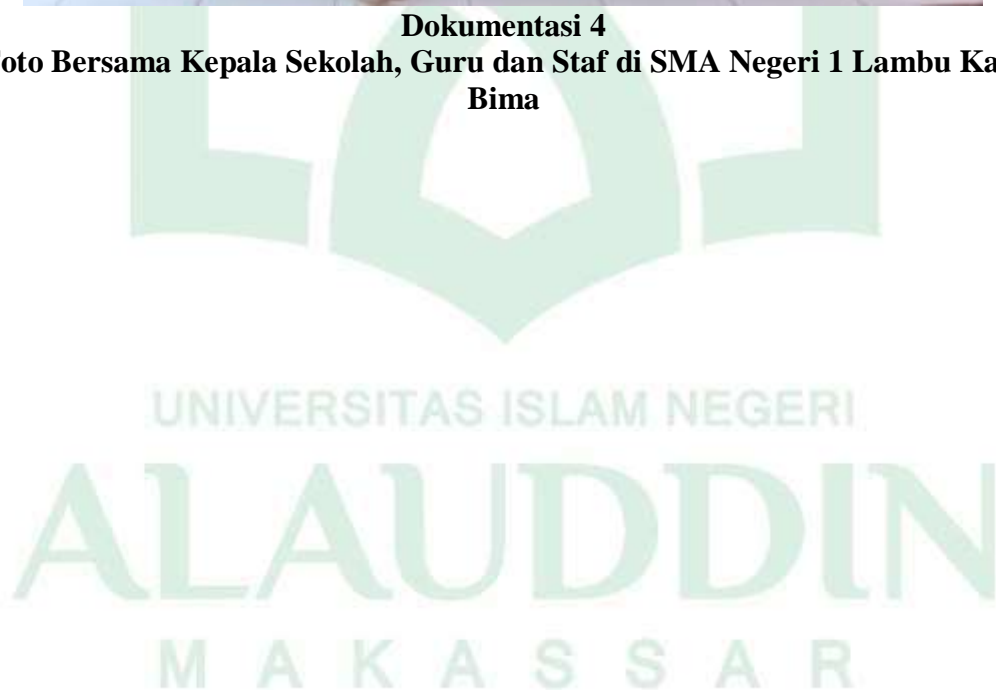 Dokumentasi 4
oto Bersama Kepala Sekolah, Guru dan Staf di SMA Negeri 1 Lambu Ka
Bima
UNIVERSITAS ISLAM NEGERI
ALAUDDIN
MAKASSAR